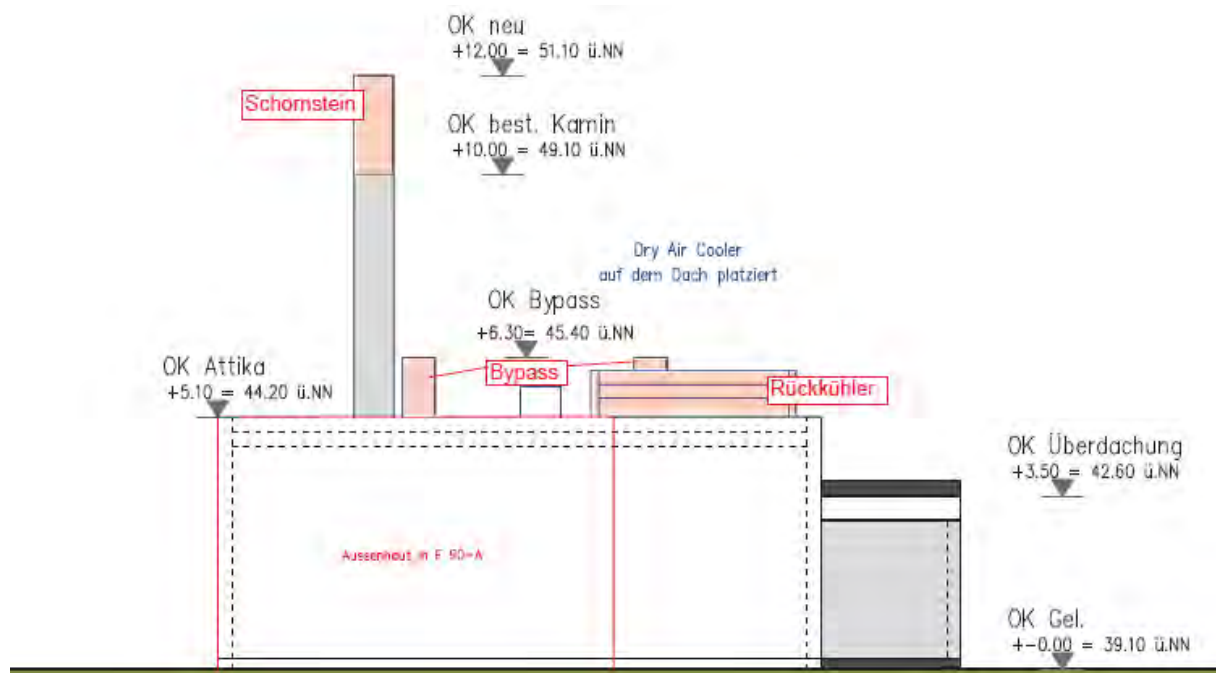 OK neu
+12.00 = 51.10 ü.NN
Schornstein
OK best. Kamin
+10.00 = 49.10 ü.NN
Dry Air Cooler
auf dem Dach platziert
OK Bypass
+6.30= 45.40 ü.NN
OK Attika
+5.10 = 44.20 ü.NN
Bypass
Rückkühler
OK Überdachung
+3.50 = 42.60 ü.NN
Aussenhaut in F 90-A
OK Gel.
+-0.00 = 39.10 ü.NN